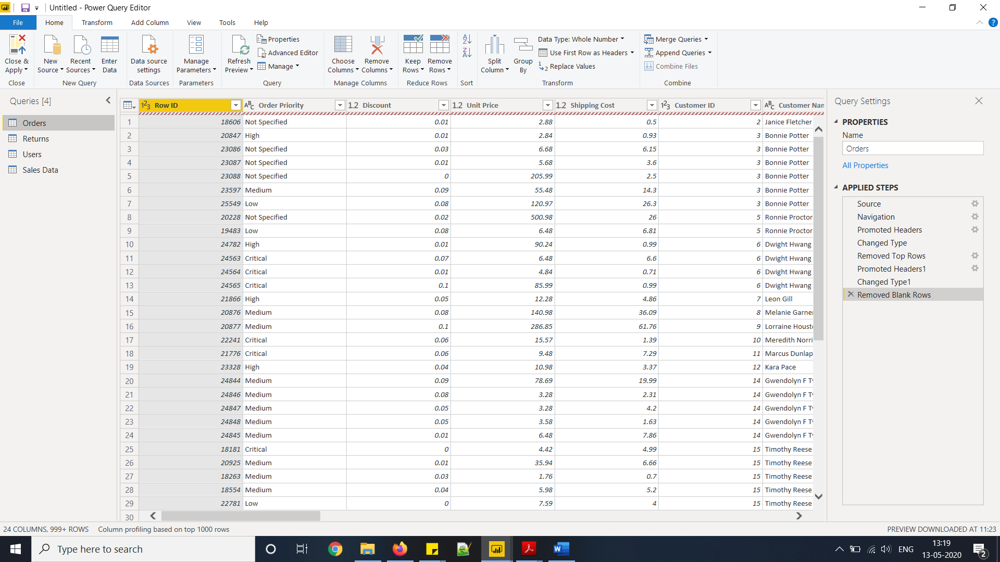 Untitled - Power Query Editor
File Home Transform Add Column View Tools Help
Close & Apply
New Source
Recent Sources
Enter Data
Data source settings
Manage Parameters
Refresh Preview
Properties
Advanced Editor
Manage
Choose Columns
Remove Columns
Keep Rows
Remove Rows
Split Column
Group By
Data Type: Whole Number
Use First Row as Headers
Replace Values
Merge Queries
Append Queries
Combine Files
Close New Query Data Sources Parameters Query Manage Columns Reduce Rows Sort Transform Combine
Queries [4]
Orders
Returns
Users
Sales Data
Row ID Order Priority Discount Unit Price Shipping Cost Customer ID Customer Nan
1 18606 Not Specified 0.01 2.88 0.5 2 Janice Fletcher
2 20847 High 0.01 2.84 0.93 3 Bonnie Potter
3 23086 Not Specified 0.03 6.68 6.15 3 Bonnie Potter
4 23087 Not Specified 0.01 5.68 3.6 3 Bonnie Potter
5 23088 Not Specified 0 205.99 2.5 3 Bonnie Potter
6 23597 Medium 0.09 55.48 14.3 3 Bonnie Potter
7 25549 Low 0.08 120.97 26.3 3 Bonnie Potter
8 20228 Not Specified 0.02 500.98 26 5 Ronnie Proctor
9 19483 Low 0.08 6.48 6.81 5 Ronnie Proctor
10 24782 High 0.01 90.24 0.99 6 Dwight Hwang
11 24563 Critical 0.07 6.48 6.6 6 Dwight Hwang
12 24564 Critical 0.01 4.84 0.71 6 Dwight Hwang
13 24565 Critical 0.1 85.99 0.99 6 Dwight Hwang
14 21866 High 0.05 12.28 4.86 7 Leon Gill
15 20876 Medium 0.08 140.98 36.09 8 Melanie Garne
16 20877 Medium 0.1 286.85 61.76 9 Lorraine Houst
17 22241 Critical 0.06 15.57 1.39 10 Meredith Norri
18 21776 Critical 0.06 9.48 7.29 11 Marcus Dunlap
19 23328 High 0.04 10.98 3.37 12 Kara Pace
20 24844 Medium 0.09 78.69 19.99 14 Gwendolyn F T
21 24846 Medium 0.08 3.28 2.31 14 Gwendolyn F T
22 24847 Medium 0.05 3.28 4.2 14 Gwendolyn F T
23 24848 Medium 0.05 3.58 1.63 14 Gwendolyn F T
24 24845 Medium 0.01 6.48 7.86 14 Gwendolyn F T
25 18181 Critical 0 4.42 4.99 15 Timothy Reese
26 20925 Medium 0.01 35.94 6.66 15 Timothy Reese
27 18263 Medium 0.03 1.76 0.7 15 Timothy Reese
28 18554 Medium 0.04 5.98 5.2 15 Timothy Reese
29 22781 Low 0 7.59 4 15 Timothy Reese
30
Query Settings
PROPERTIES
Name
Orders
All Properties
APPLIED STEPS
Source
Navigation
Promoted Headers
Changed Type
Removed Top Rows
Promoted Headers1
Changed Type1
Removed Blank Rows
24 COLUMNS, 999+ ROWS Column profiling based on top 1000 rows
PREVIEW DOWNLOADED AT 11:23
Type here to search
ENG
13:19
13-05-2020
2